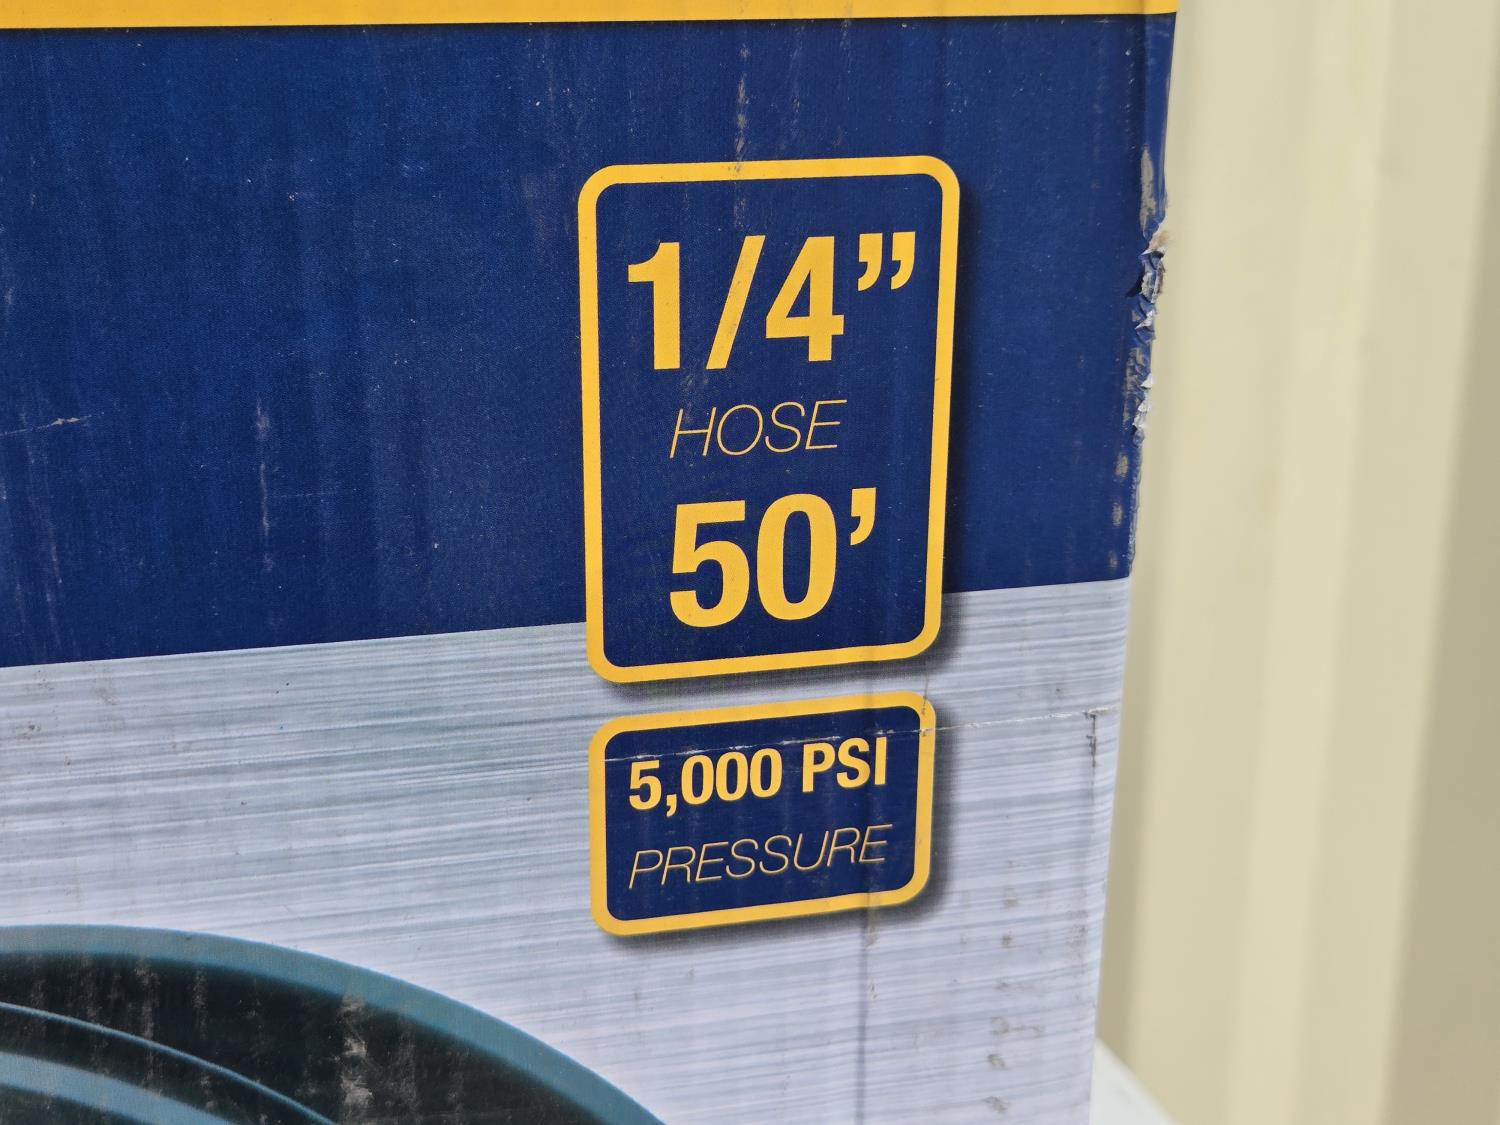 1/4”
HOSE
50’
5,000 PSI
PRESSURE